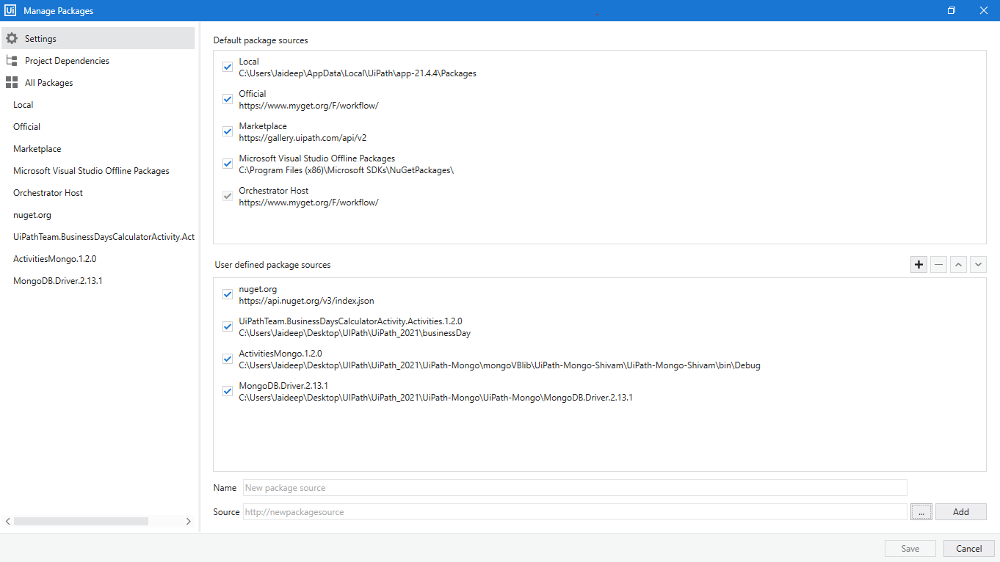 Ui Manage Packages
Settings
Project Dependencies
All Packages
Local
Official
Marketplace
Microsoft Visual Studio Offline Packages
Orchestrator Host
nuget.org
UiPathTeam.BusinessDaysCalculatorActivity.Act
ActivitiesMongo.1.2.0
MongoDB.Driver.2.13.1
Default package sources
Local
C:\Users\Jaideep\AppData\Local\UiPath\app-21.4.4\Packages
Official
https://www.myget.org/F/workflow/
Marketplace
https://gallery.uipath.com/api/v2
Microsoft Visual Studio Offline Packages
C:\Program Files (x86)\Microsoft SDKs\NuGetPackages\
Orchestrator Host
https://www.myget.org/F/workflow/
User defined package sources
nuget.org
https://api.nuget.org/v3/index.json
UiPathTeam.BusinessDaysCalculatorActivity.Activities.1.2.0
C:\Users\Jaideep\Desktop\UIPath\UiPath_2021\businessDay
ActivitiesMongo.1.2.0
C:\Users\Jaideep\Desktop\UIPath\UiPath_2021\UiPath-Mongo\mongoVBlib\UiPath-Mongo-Shivam\UiPath-Mongo-Shivam\bin\Debug
MongoDB.Driver.2.13.1
C:\Users\Jaideep\Desktop\UIPath\UiPath_2021\UiPath-Mongo\UiPath-Mongo\MongoDB.Driver.2.13.1
Name New package source
Source http://newpackagesource ... Add
Save Cancel